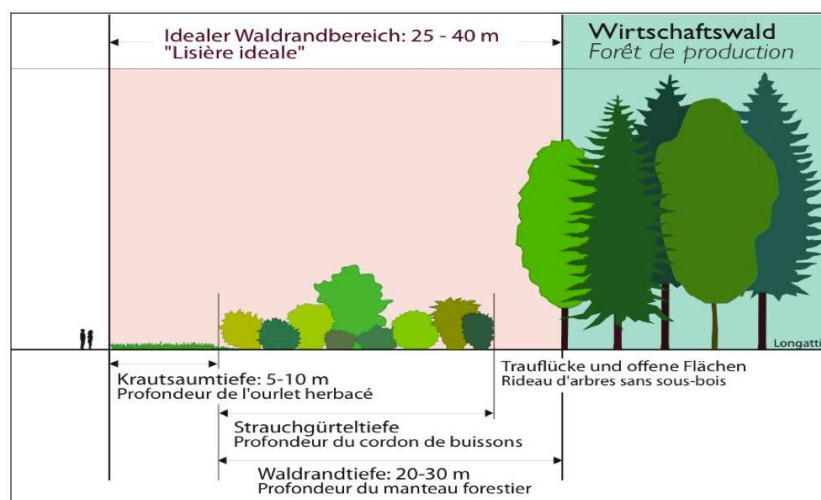 Idealer Waldrandbereich: 25 - 40 m
"Lisière ideale"
Wirtschaftswald
Forêt de production
Longatti
Krautsaumtiefe: 5-10 m
Profondeur de l'ourlet herbacé
Trauflücke und offene Flächen
Rideau d'arbres sans sous-bois
Strauchgürteltiefe
Profondeur du cordon de buissons
Waldrandtiefe: 20-30 m
Profondeur du manteau forestier